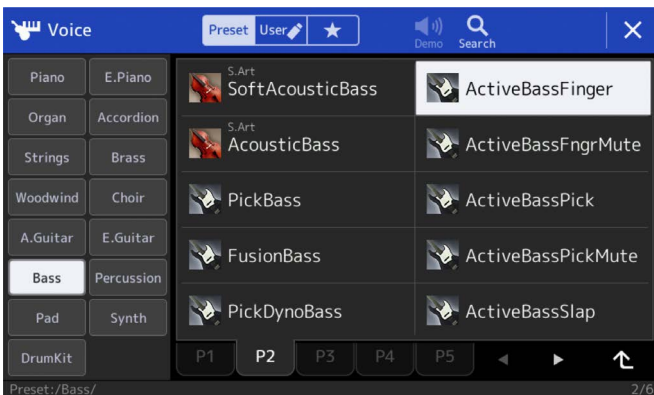 Voice
Preset User ★
Demo Search
Piano E.Piano
Organ Accordion
Strings Brass
Woodwind Choir
A.Guitar E.Guitar
Bass Percussion
Pad Synth
DrumKit
S.Art
SoftAcousticBass
S.Art
AcousticBass
PickBass
FusionBass
PickDynoBass
ActiveBassFinger
ActiveBassFngrMute
ActiveBassPick
ActiveBassPickMute
ActiveBassSlap
P1 P2 P3 P4 P5
Preset:/Bass/ 2/6